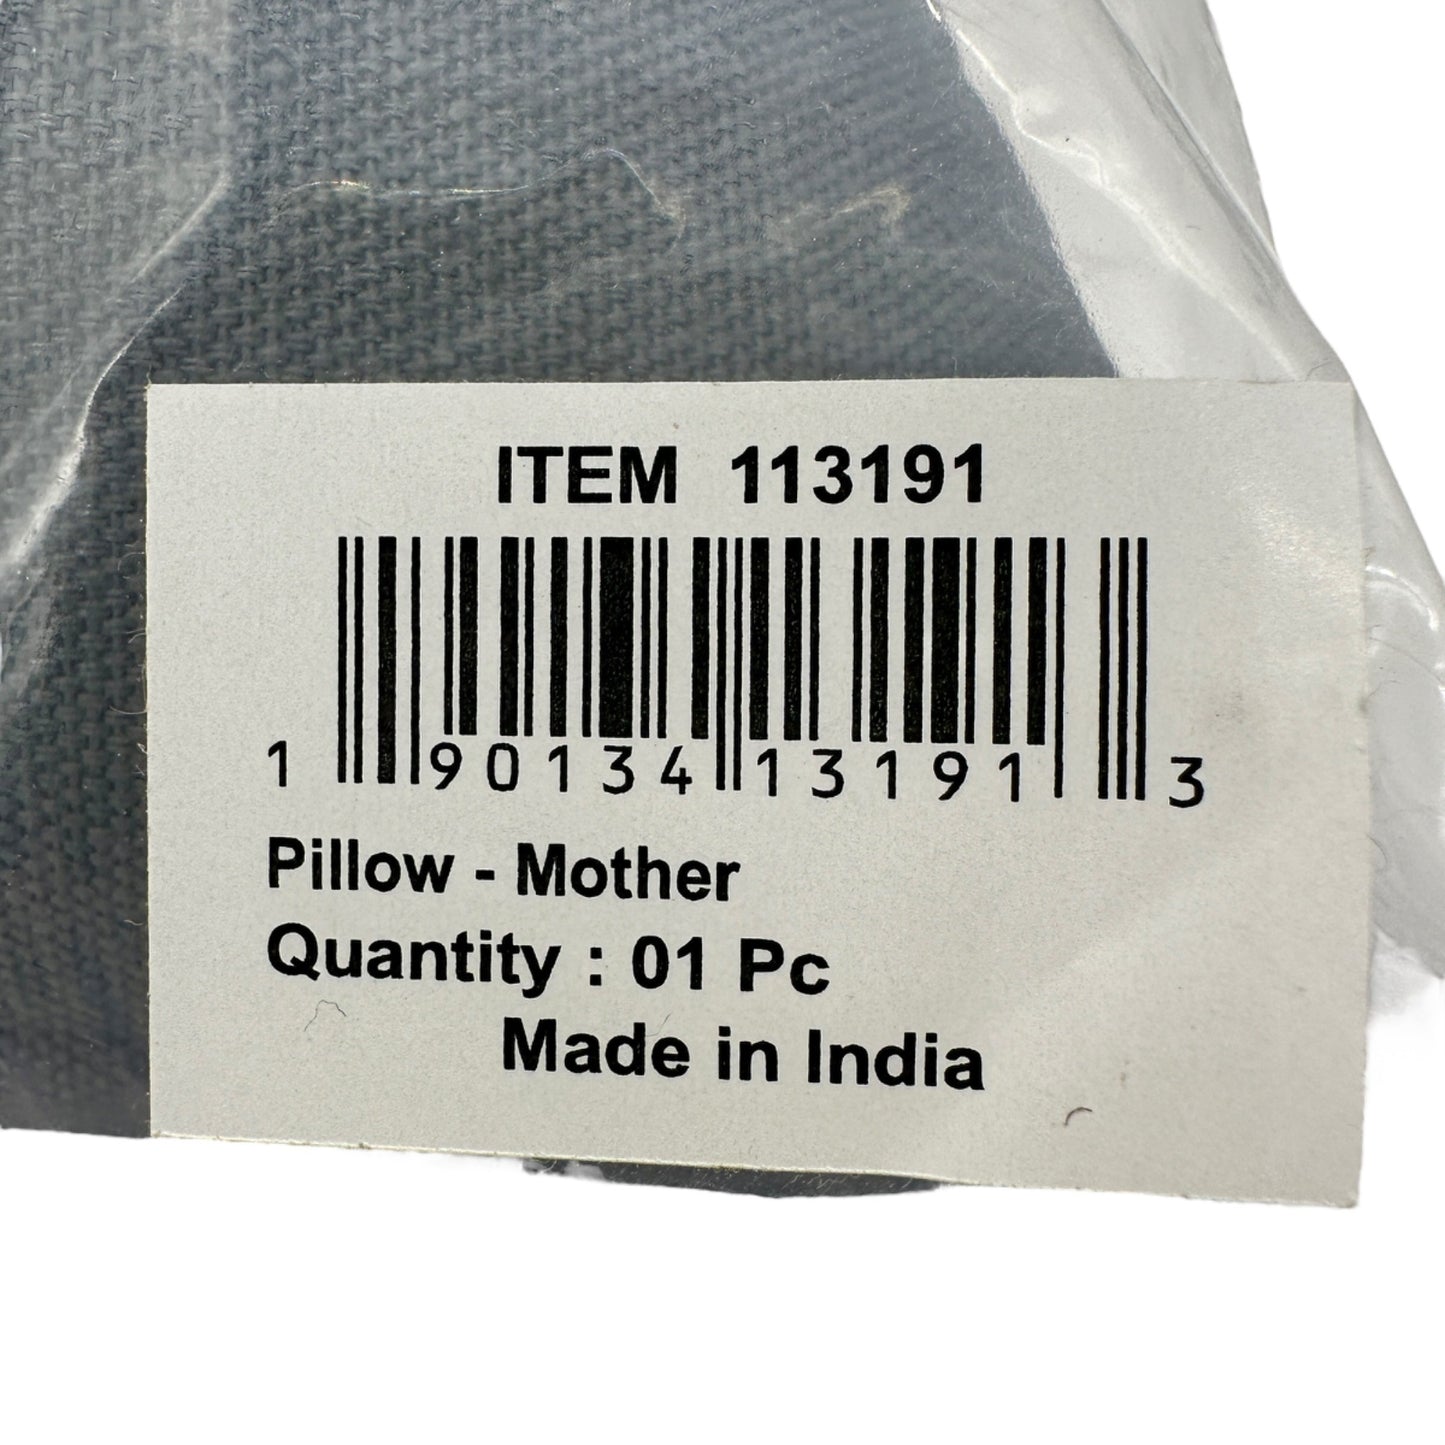 ITEM 113191
1 90134 13191 3
Pillow - Mother
Quantity : 01 Pc
Made in India